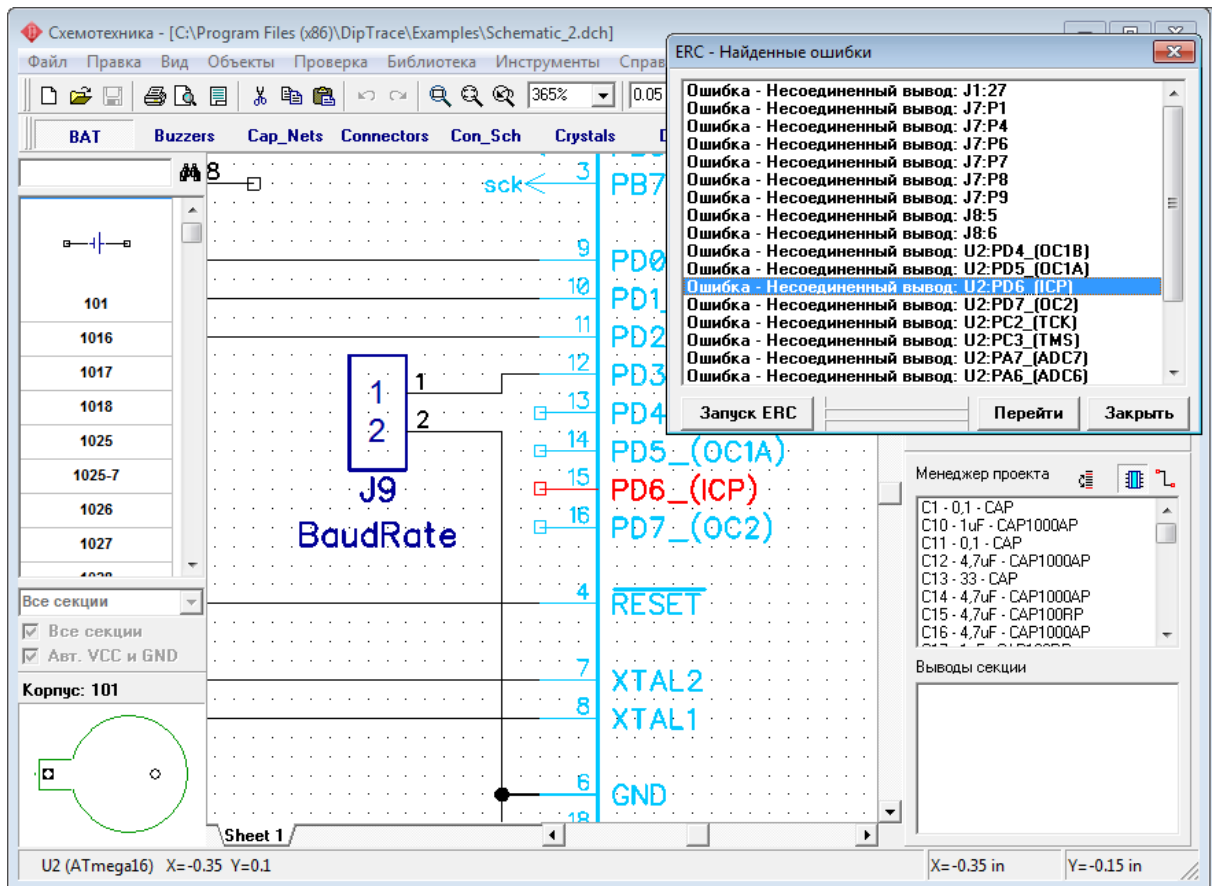 Схемотехника - [C:\Program Files (x86)\DipTrace\Examples\Schematic_2.dch]
Файл Правка Вид Объекты Проверка Библиотека Инструменты Справ
365% 0.05
BAT Buzzers Cap_Nets Connectors Con_Sch Crystals
ERC - Найденные ошибки
Ошибка - Несоединенный вывод: J1:27
Ошибка - Несоединенный вывод: J7:P1
Ошибка - Несоединенный вывод: J7:P4
Ошибка - Несоединенный вывод: J7:P6
Ошибка - Несоединенный вывод: J7:P7
Ошибка - Несоединенный вывод: J7:P8
Ошибка - Несоединенный вывод: J7:P9
Ошибка - Несоединенный вывод: J8:5
Ошибка - Несоединенный вывод: J8:6
Ошибка - Несоединенный вывод: U2:PD4_(OC1B)
Ошибка - Несоединенный вывод: U2:PD5_(OC1A)
Ошибка - Несоединенный вывод: U2:PD6_(ICP)
Ошибка - Несоединенный вывод: U2:PD7_(OC2)
Ошибка - Несоединенный вывод: U2:PC2_(TCK)
Ошибка - Несоединенный вывод: U2:PC3_(TMS)
Ошибка - Несоединенный вывод: U2:PA7_(ADC7)
Ошибка - Несоединенный вывод: U2:PA6_(ADC6)
Запуск ERC Перейти Закрыть
101
1016
1017
1018
1025
1025-7
1026
1027
Все секции
Все секции
Авт. VCC и GND
Корпус: 101
8
sck 3 PB7
9 PD0
10 PD1_
11 PD2
12 PD3
13 PD4
14 PD5_(OC1A)
15 PD6_(ICP)
16 PD7_(OC2)
4 RESET
7 XTAL2
8 XTAL1
6 GND
18
1 1
2 2
J9
BaudRate
Sheet 1
Менеджер проекта
C1 - 0,1 - CAP
C10 - 1uF - CAP1000AP
C11 - 0,1 - CAP
C12 - 4,7uF - CAP1000AP
C13 - 33 - CAP
C14 - 4,7uF - CAP1000AP
C15 - 4,7uF - CAP100RP
C16 - 4,7uF - CAP1000AP
Выводы секции
U2 (ATmega16) X=-0.35 Y=0.1
X=-0.35 in Y=-0.15 in